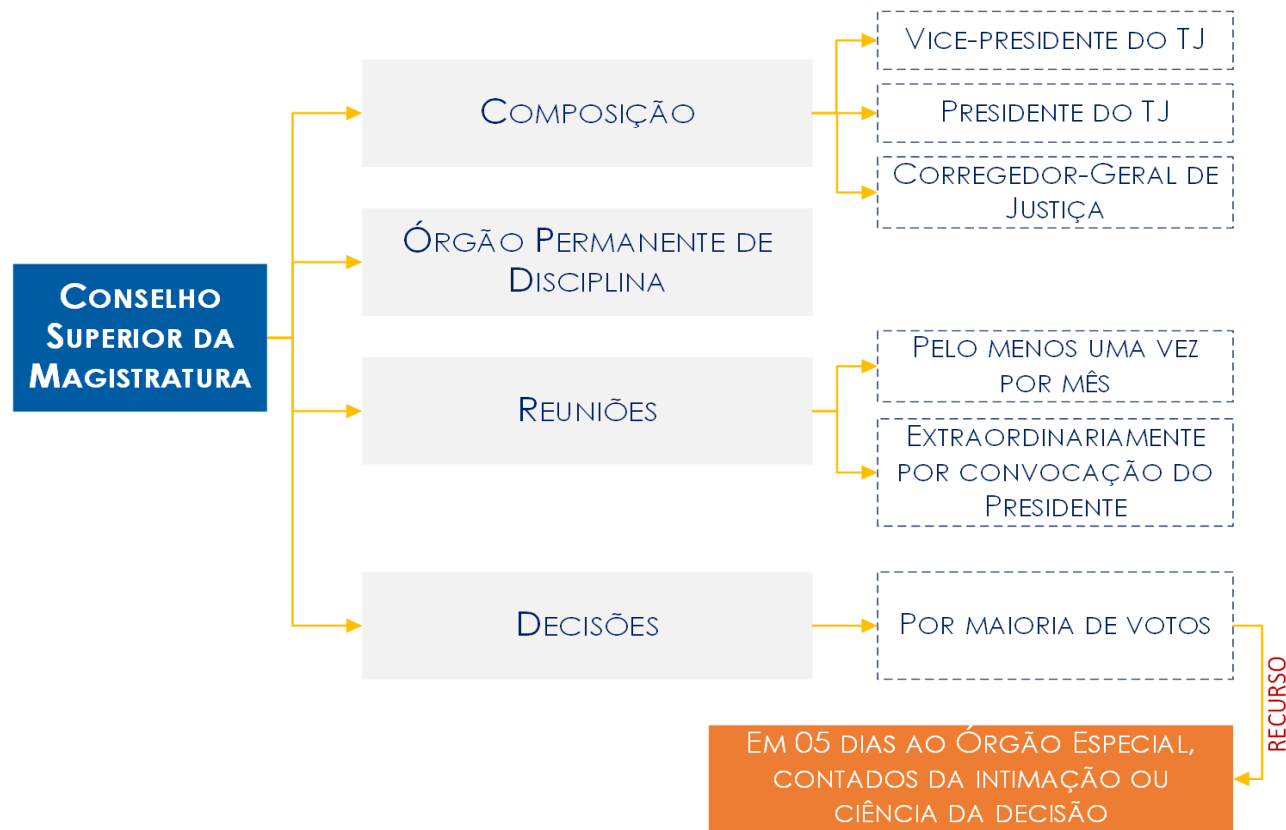 Conselho
Superior da
Magistratura
Composição
Vice-presidente do TJ
Presidente do TJ
Corregedor-Geral de
Justiça
Órgão Permanente de
Disciplina
Reuniões
Pelo menos uma vez
por mês
Extraordinariamente
por convocação do
Presidente
Decisões
Por maioria de votos
RECURSO
Em 05 dias ao Órgão Especial,
contados da intimação ou
ciência da decisão